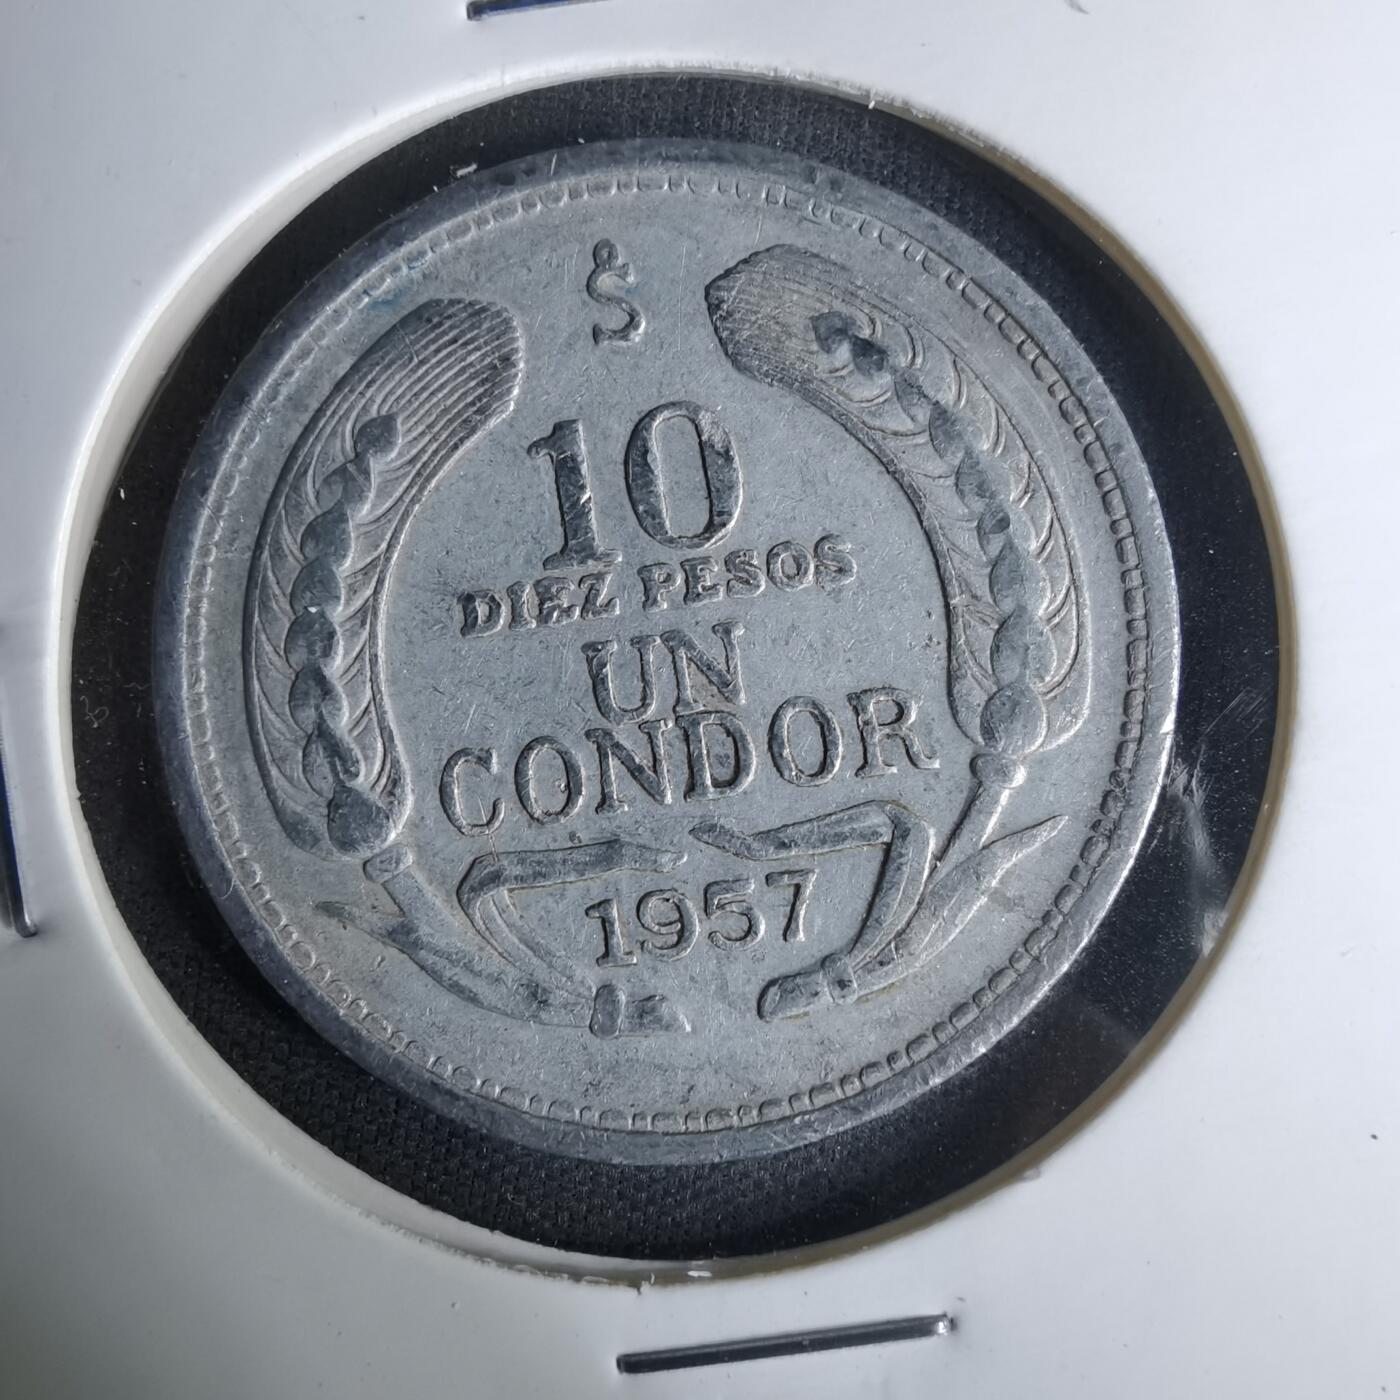 $
10
DIEZ PESOS
UN
CONDOR
1957